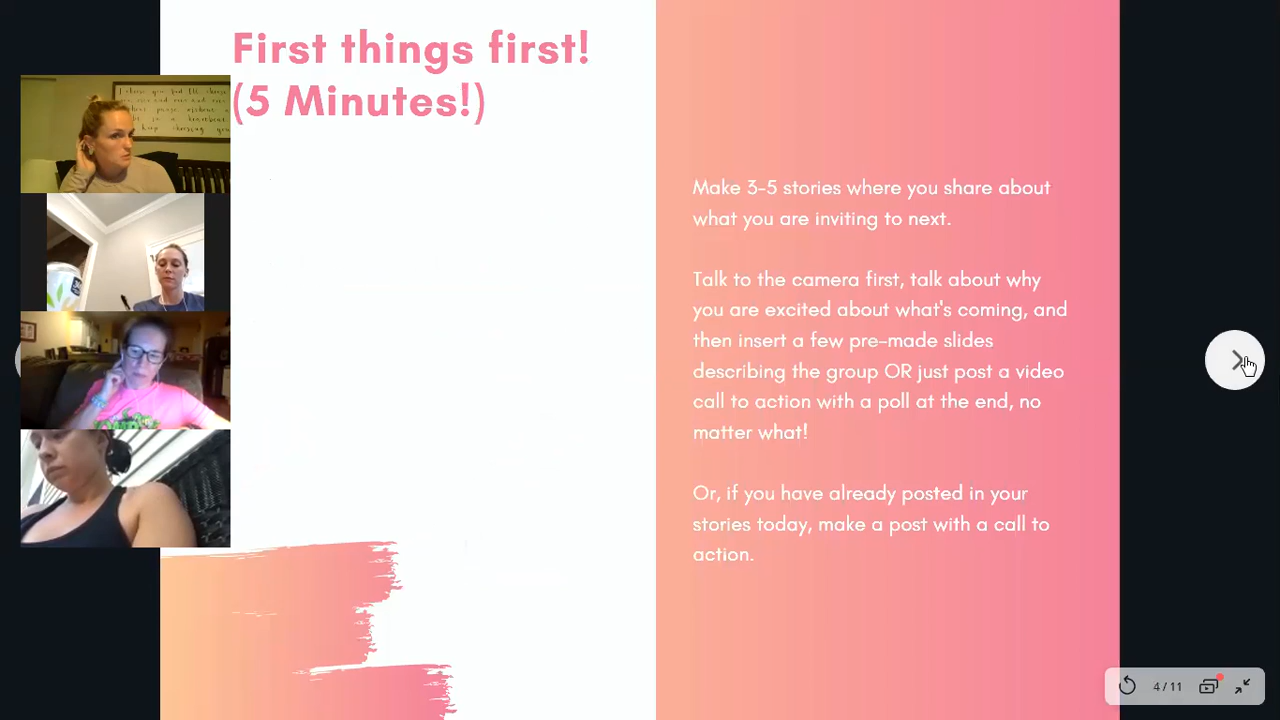 First things first!
(5 Minutes!)
Make 3-5 stories where you share about
what you are inviting to next.
Talk to the camera first, talk about why
you are excited about what's coming, and
then insert a few pre-made slides
describing the group OR just post a video
call to action with a poll at the end, no
matter what!
Or, if you have already posted in your
stories today, make a post with a call to
action.
4/11